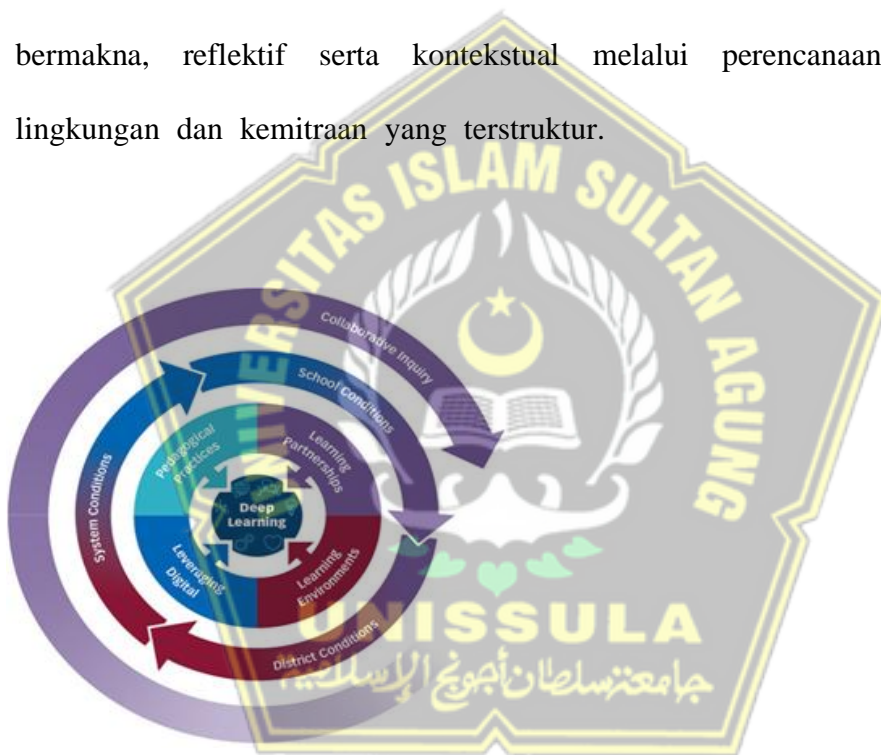 bermakna, reflektif serta kontekstual melalui perencanaan
lingkungan dan kemitraan yang terstruktur.
UNIVERSITAS ISLAM SULTAN AGUNG
Collaborative Inquiry
School Conditions
System Conditions
District Conditions
Pedagogical
Practices
Learning
Partnerships
Deep
Learning
Leveraging
Digital
Learning
Environments
UNISSULA
جامعة سلطان أجونج الإسلامية